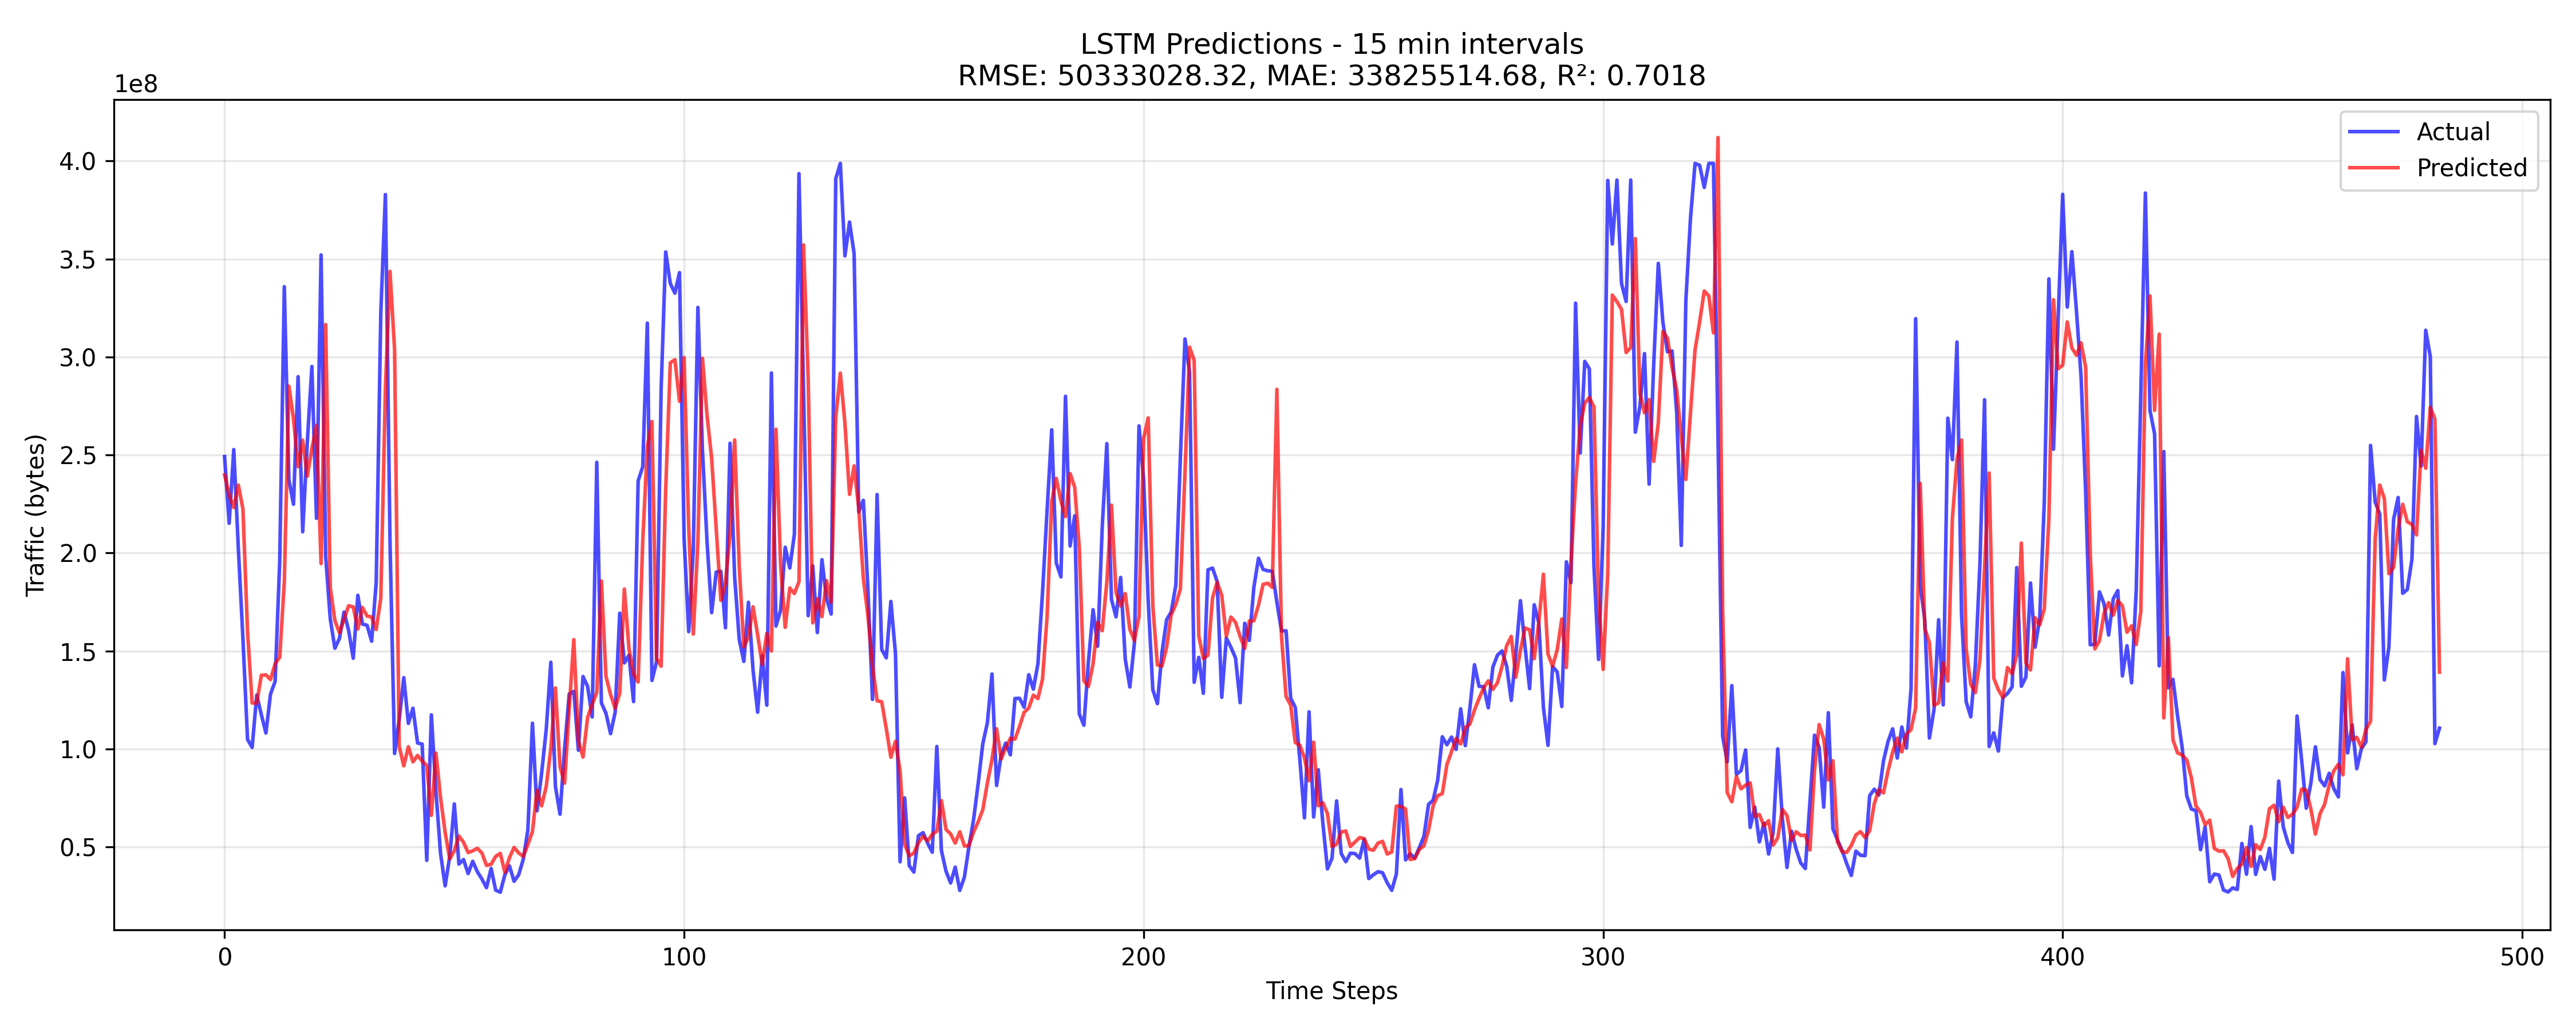 LSTM Predictions - 15 min intervals
RMSE: 50333028.32, MAE: 33825514.68, R²: 0.7018
1e8
Actual
Predicted
4.0
3.5
3.0
2.5
2.0
1.5
1.0
0.5
Traffic (bytes)
0 100 200 300 400 500
Time Steps